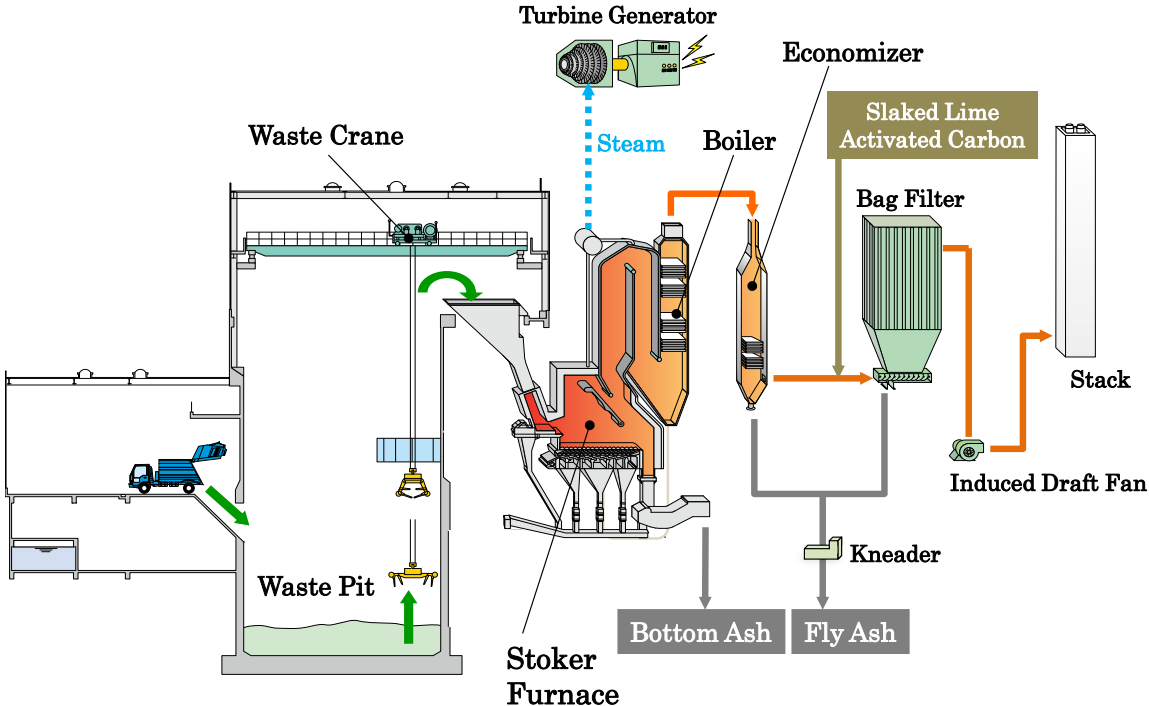 Turbine Generator
Economizer
Slaked Lime
Activated Carbon
Waste Crane
Steam
Boiler
Bag Filter
Stack
Induced Draft Fan
Kneader
Waste Pit
Bottom Ash
Fly Ash
Stoker
Furnace